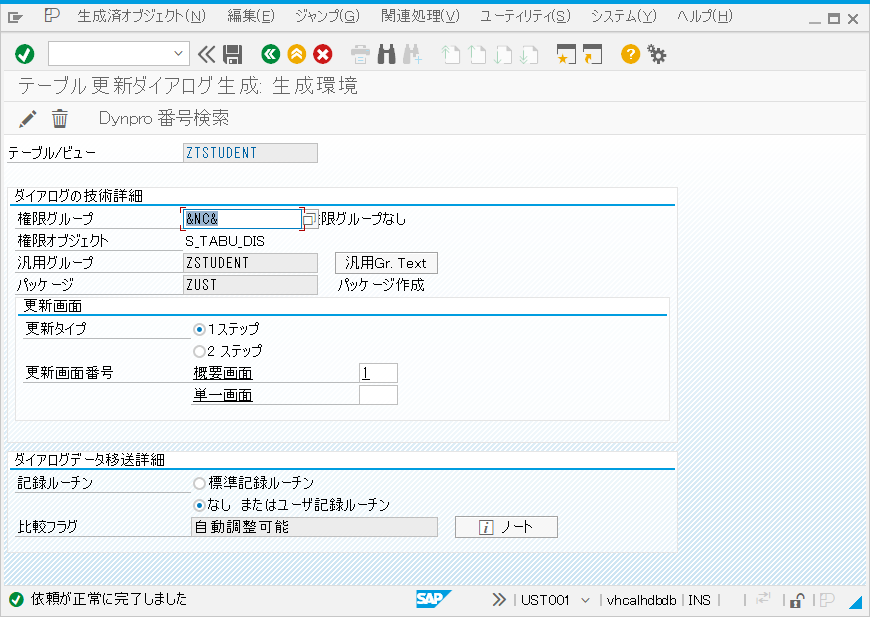 生成済オブジェクト(N) 編集(E) ジャンプ(G) 関連処理(V) ユーティリティ(S) システム(Y) ヘルプ(H)
テーブル更新ダイアログ生成: 生成環境
Dynpro 番号検索
テーブル/ビュー ZTSTUDENT
ダイアログの技術詳細
権限グループ &NC& 限グループなし
権限オブジェクト S_TABU_DIS
汎用グループ ZSTUDENT 汎用Gr. Text
パッケージ ZUST パッケージ作成
更新画面
更新タイプ 1ステップ
2 ステップ
更新画面番号 概要画面 1
単一画面
ダイアログデータ移送詳細
記録ルーチン 標準記録ルーチン
なし またはユーザ記録ルーチン
比較フラグ 自動調整可能 ノート
依頼が正常に完了しました SAP UST001 vhcalhdbdb INS